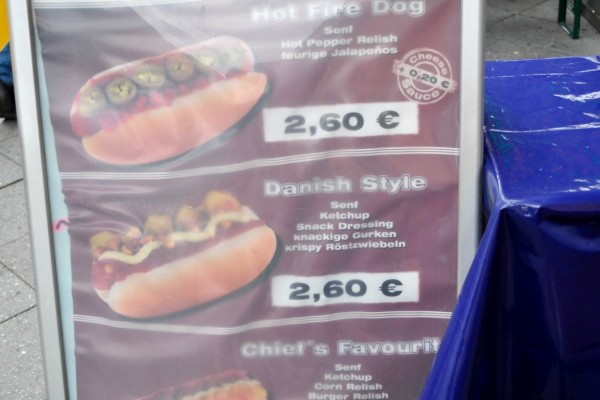 Hot Fire Dog
Senf
Hot Pepper Relish
feurige Jalapeños
Cheese
+ 0,20 €
Sauce
2,60 €
Danish Style
Senf
Ketchup
Snack Dressing
knackige Gurken
krispy Röstzwiebeln
2,60 €
Chief's Favourit
Senf
Ketchup
Corn Relish
Burger Relish